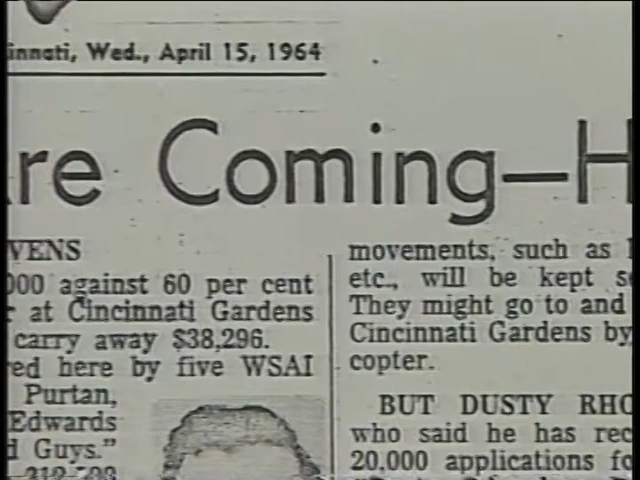 innati, Wed., April 15, 1964
re Coming—H
VENS
000 against 60 per cent
r at Cincinnati Gardens
carry away $38,296.
ed here by five WSAI
Purtan,
Edwards
d Guys."
movements, such as
etc., will be kept s
They might go to and
Cincinnati Gardens by
copter.
BUT DUSTY RHO
who said he has rec
20,000 applications fo